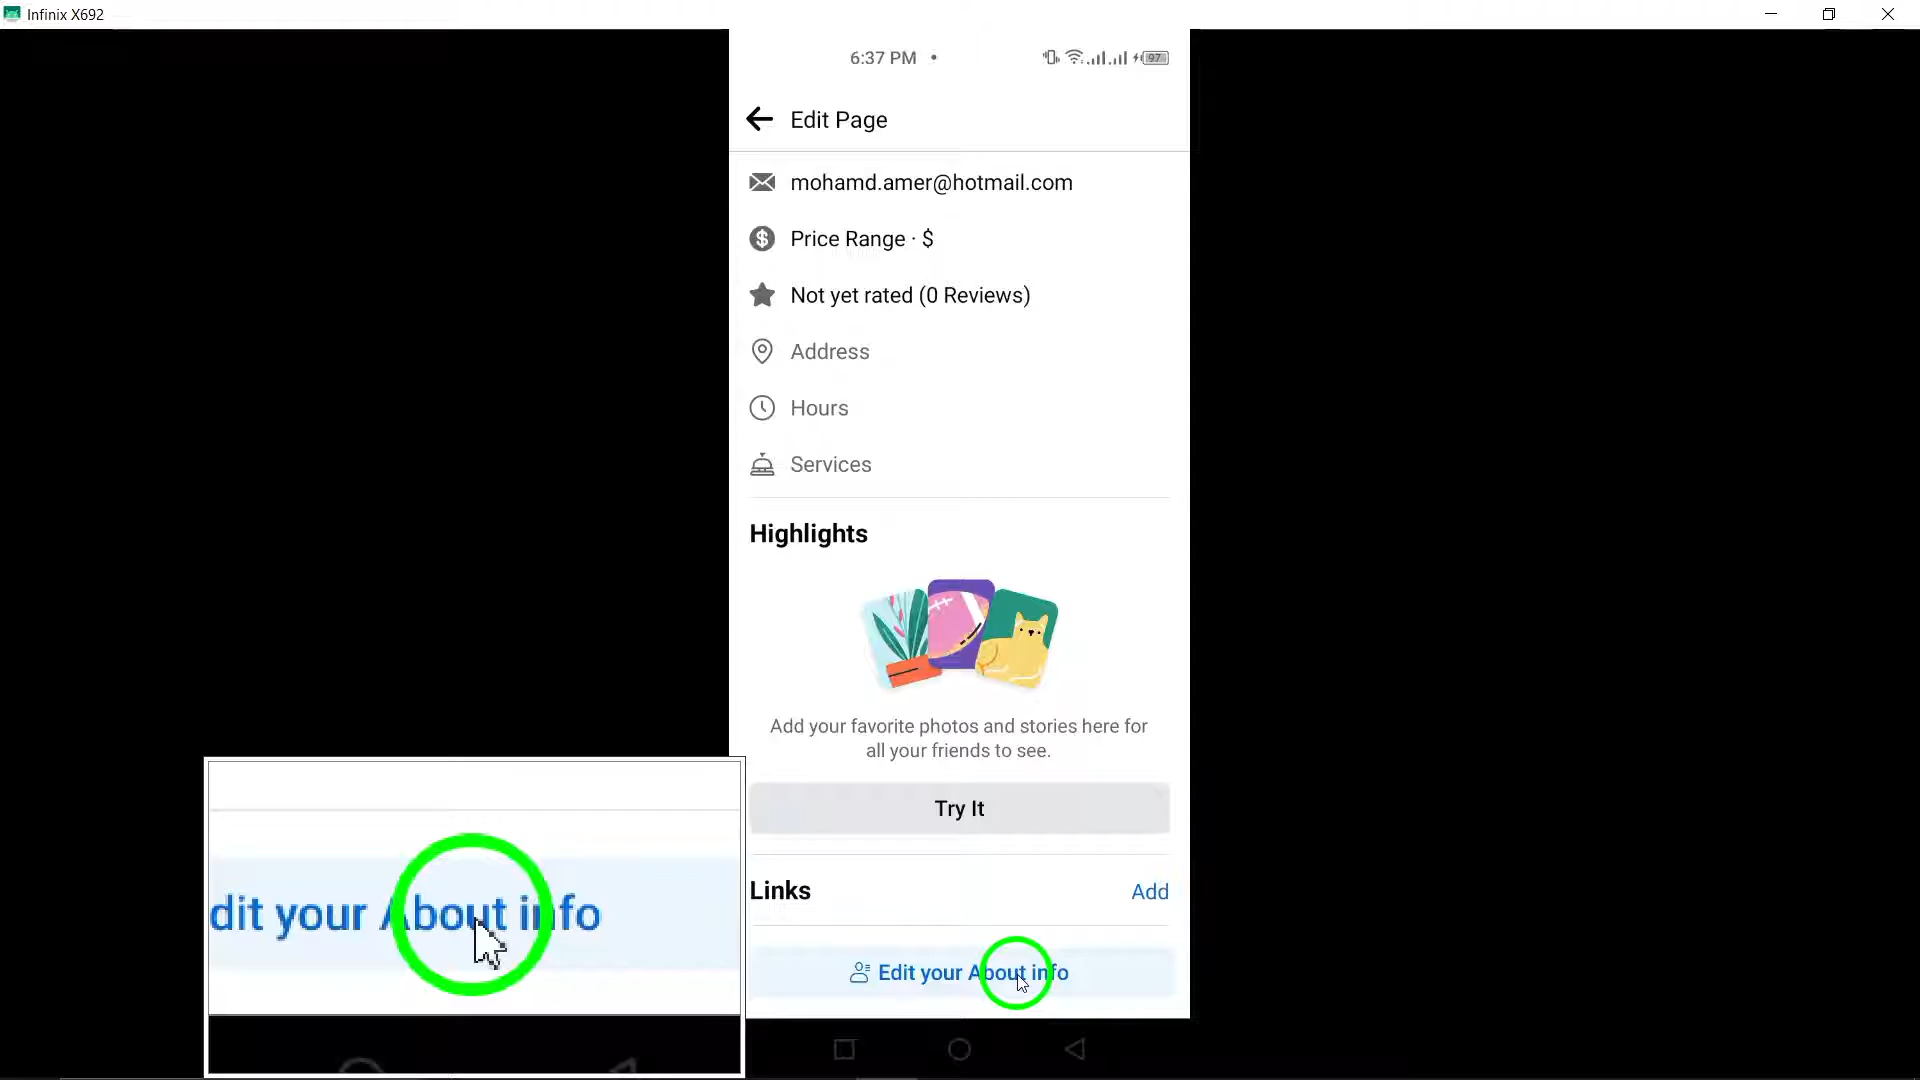 Infinix X692
6:37 PM •
97
Edit Page
mohamd.amer@hotmail.com
Price Range · $
Not yet rated (0 Reviews)
Address
Hours
Services
Highlights
Add your favorite photos and stories here for
all your friends to see.
Try It
Links Add
Edit your About info
dit your About info